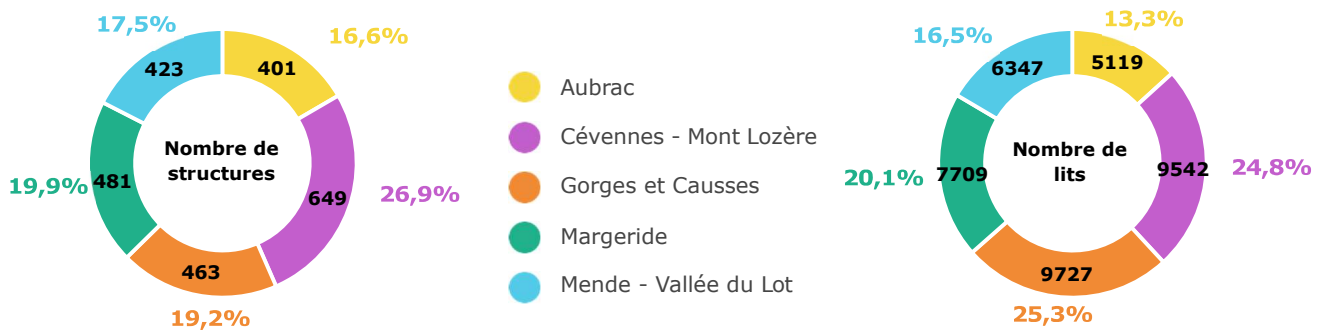 17,5%
16,6%
423
401
Nombre de
structures
19,9%
481
649
26,9%
463
19,2%
Aubrac
Cévennes - Mont Lozère
Gorges et Causses
Margeride
Mende - Vallée du Lot
13,3%
16,5%
6347
5119
Nombre de
lits
20,1%
7709
9542
24,8%
9727
25,3%